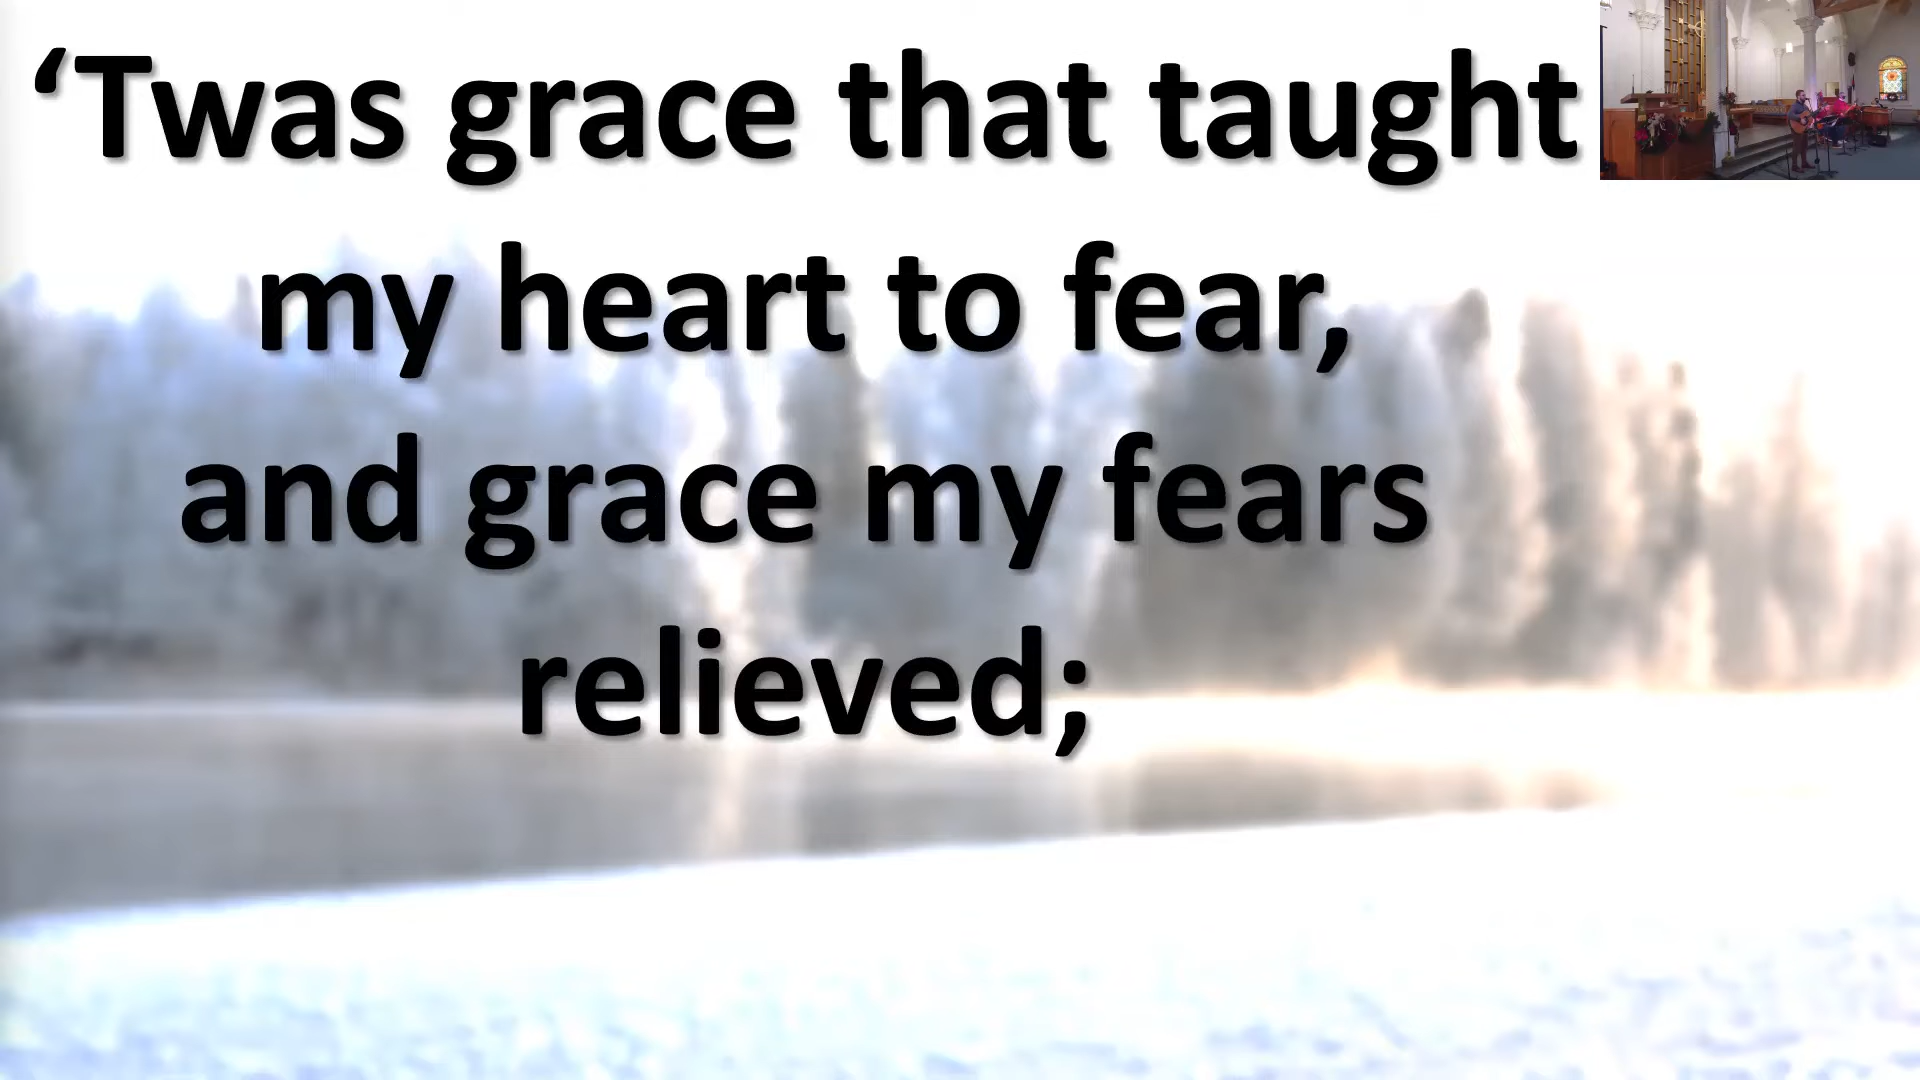 ‘Twas grace that taught
my heart to fear,
and grace my fears
relieved;